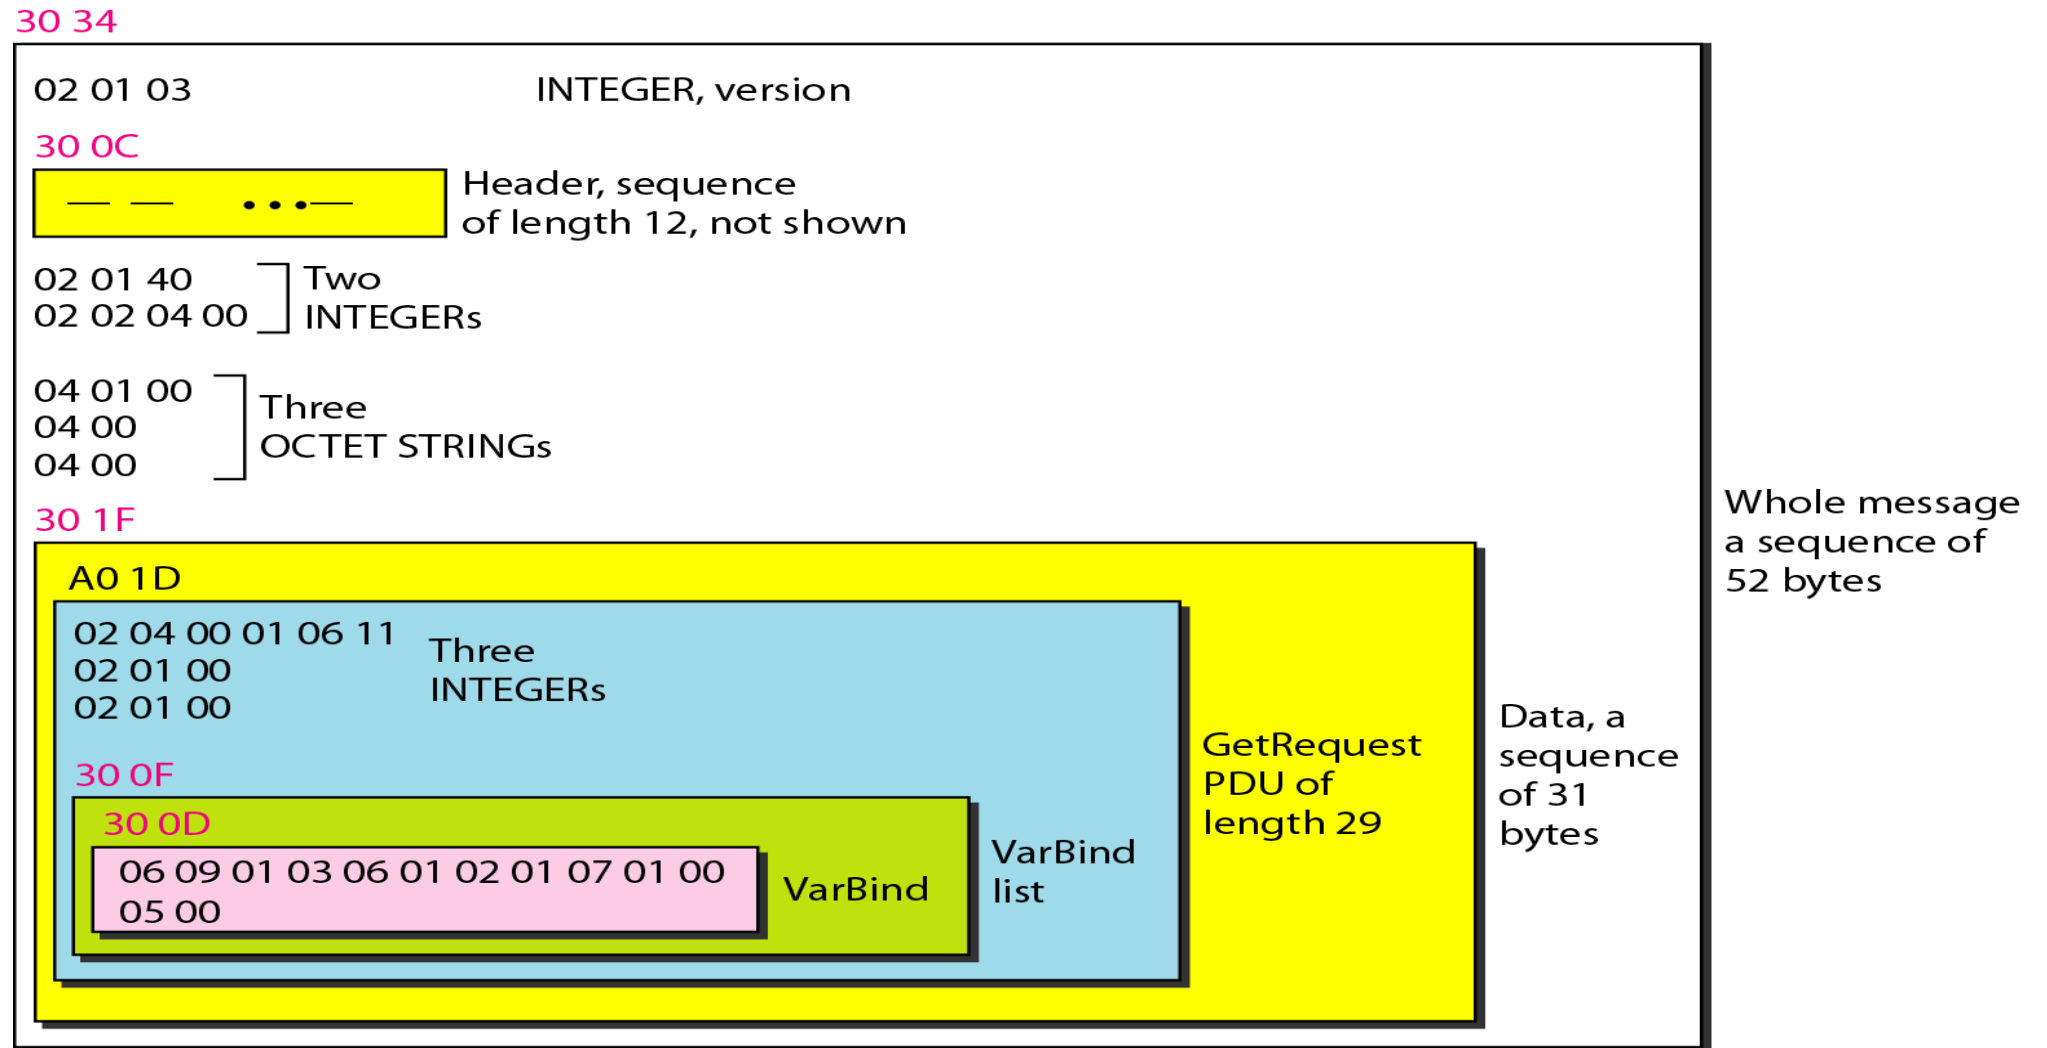 30 34
02 01 03 INTEGER, version
30 0C
Header, sequence
of length 12, not shown
02 01 40
02 02 04 00
Two
INTEGERs
04 01 00
04 00
04 00
Three
OCTET STRINGs
30 1F
A0 1D
02 04 00 01 06 11
02 01 00
02 01 00
Three
INTEGERs
30 0F
30 0D
06 09 01 03 06 01 02 01 07 01 00
05 00
VarBind
VarBind
list
GetRequest
PDU of
length 29
Data, a
sequence
of 31
bytes
Whole message
a sequence of
52 bytes